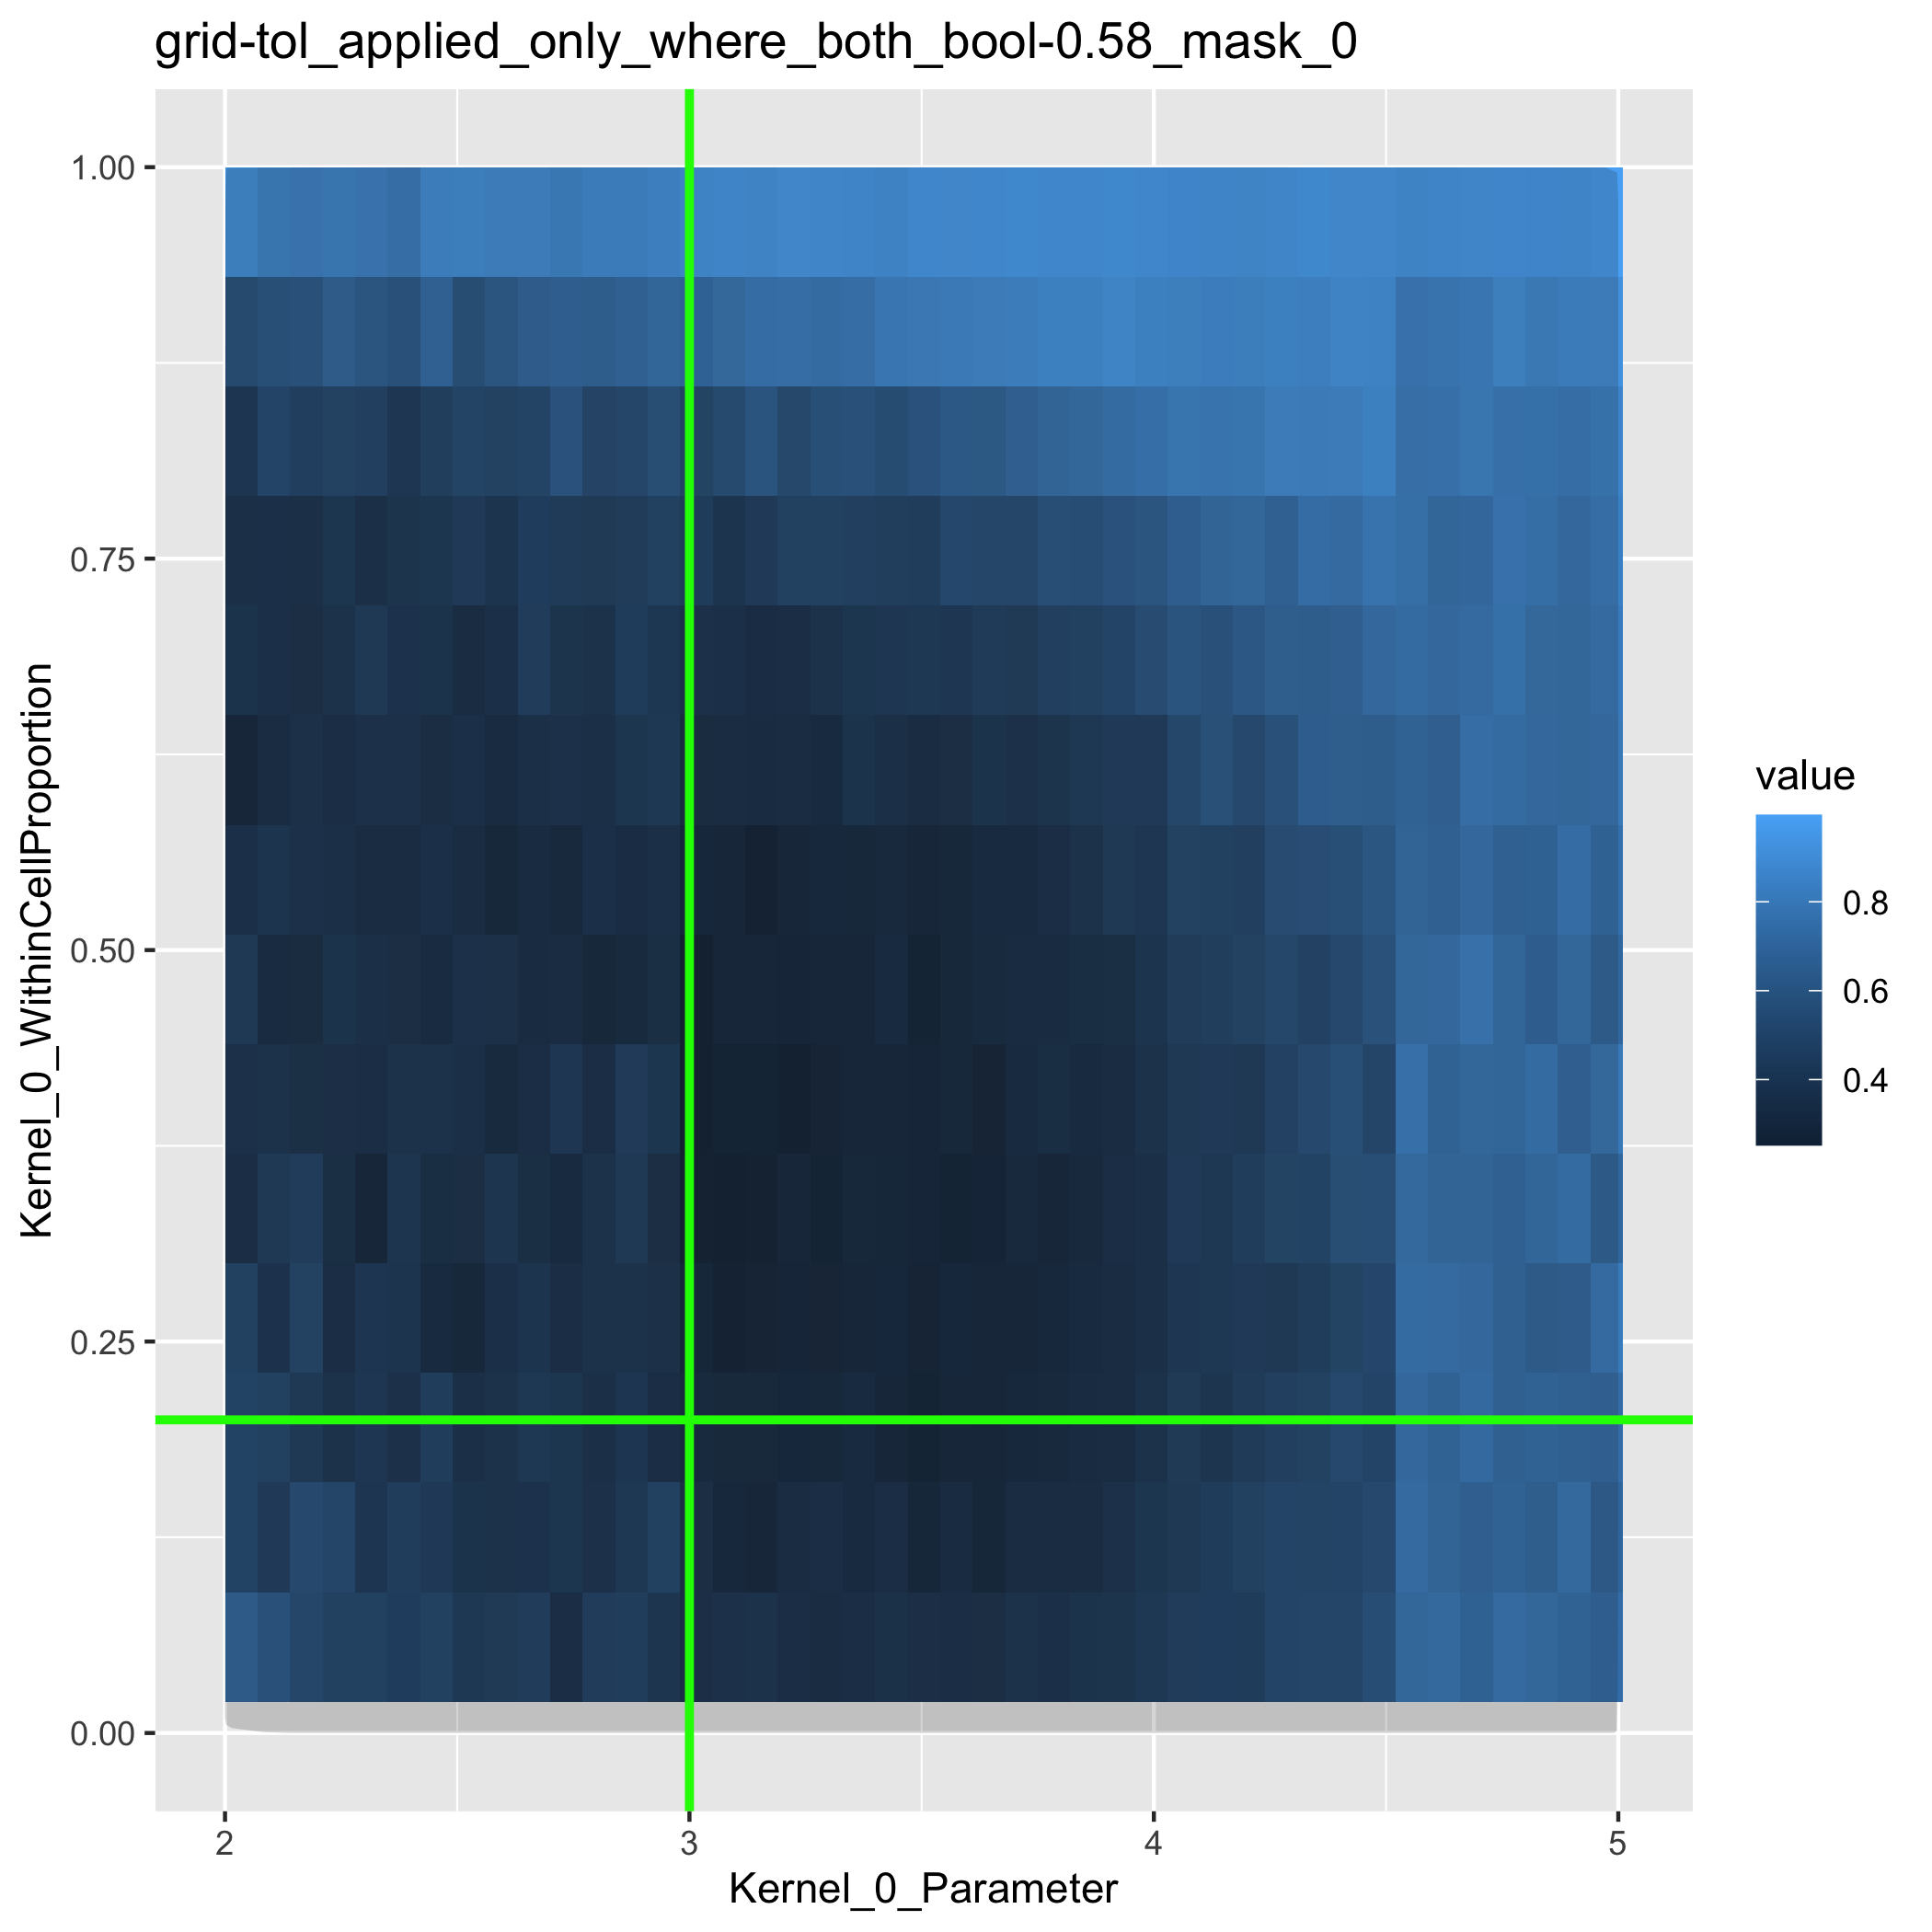 grid-tol_applied_only_where_both_bool-0.58_mask_0
Kernel_0_WithinCellProportion
1.00
0.75
0.50
0.25
0.00
2 3 4 5
Kernel_0_Parameter
value
0.8
0.6
0.4